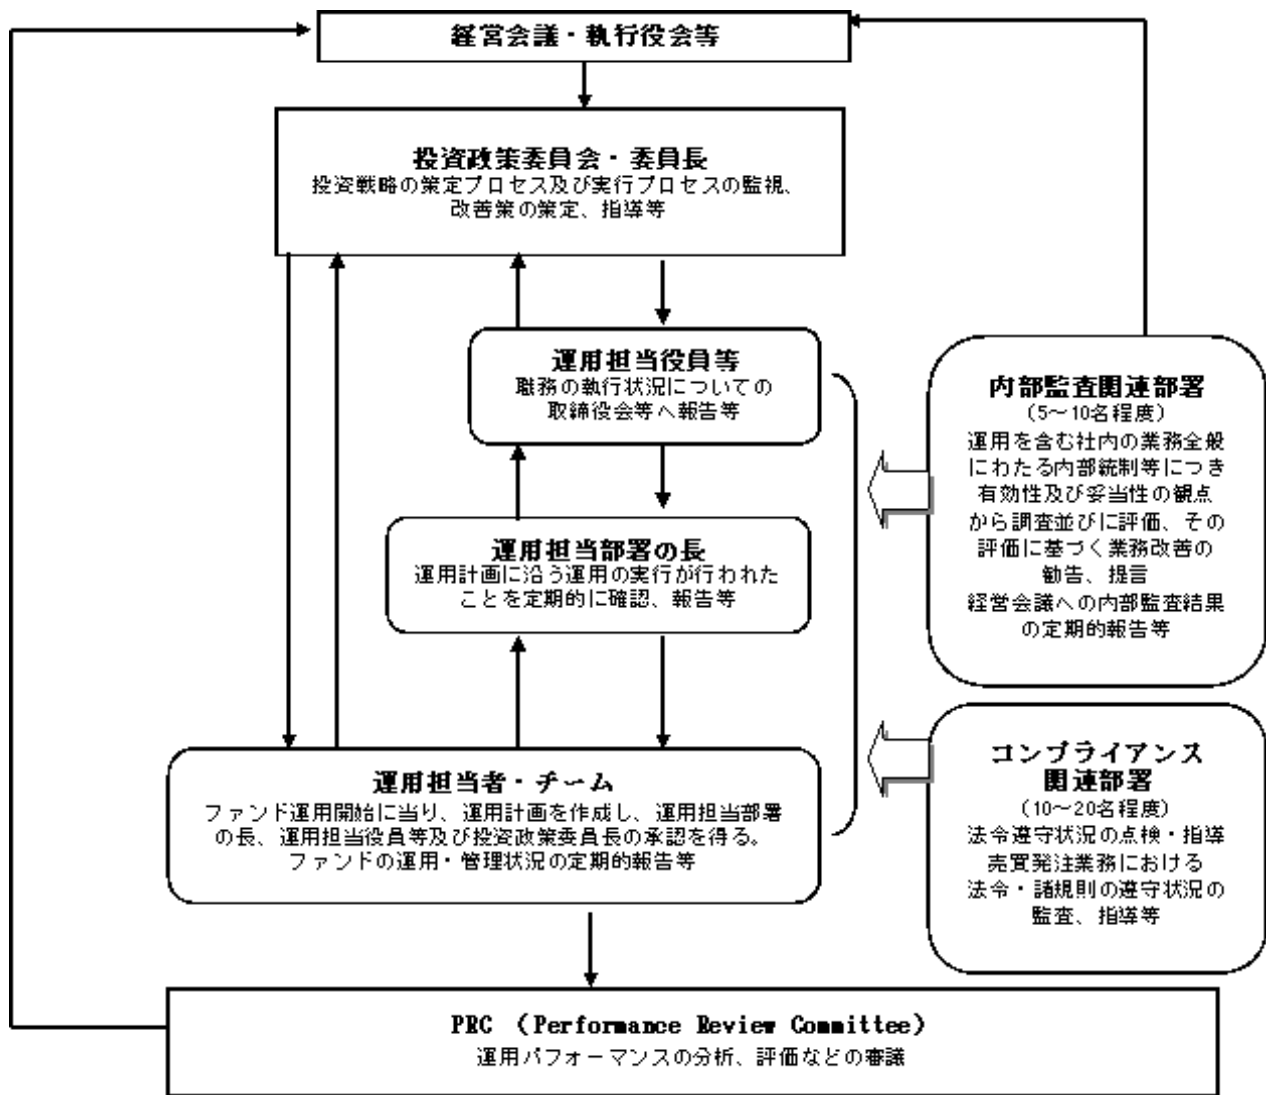 経営会議・執行役会等
投資政策委員会・委員長
投資戦略の策定プロセス及び実行プロセスの監視、
改善策の策定、指導等
運用担当役員等
職務の執行状況についての
取締役会等へ報告等
運用担当部署の長
運用計画に沿う運用の実行が行われた
ことを定期的に確認、報告等
運用担当者・チーム
ファンド運用開始に当り、運用計画を作成し、運用担当部署
の長、運用担当役員等及び投資政策委員長の承認を得る。
ファンドの運用・管理状況の定期的報告等
内部監査関連部署
(5～10名程度)
運用を含む社内の業務全般
にわたる内部統制等につき
有効性及び妥当性の観点
から調査並びに評価、その
評価に基づく業務改善の
勧告、提言
経営会議への内部監査結果
の定期的報告等
コンプライアンス
関連部署
(10～20名程度)
法令遵守状況の点検・指導
売買発注業務における
法令・諸規則の遵守状況の
監査、指導等
PRC （Performance Review Committee）
運用パフォーマンスの分析、評価などの審議